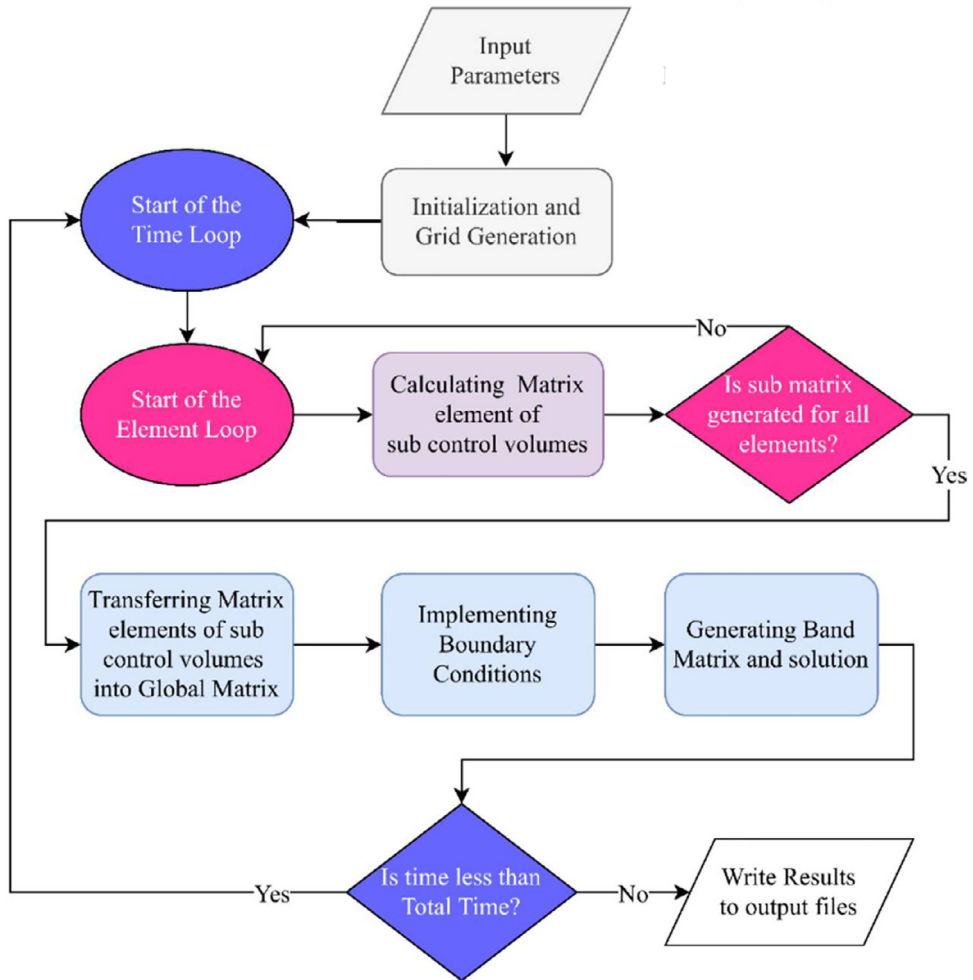 Input
Parameters
Initialization and
Grid Generation
Start of the
Time Loop
Start of the
Element Loop
Calculating Matrix
element of
sub control volumes
No
Is sub matrix
generated for all
elements?
Yes
Transferring Matrix
elements of sub
control volumes
into Global Matrix
Implementing
Boundary
Conditions
Generating Band
Matrix and solution
Is time less than
Total Time?
Yes
No
Write Results
to output files